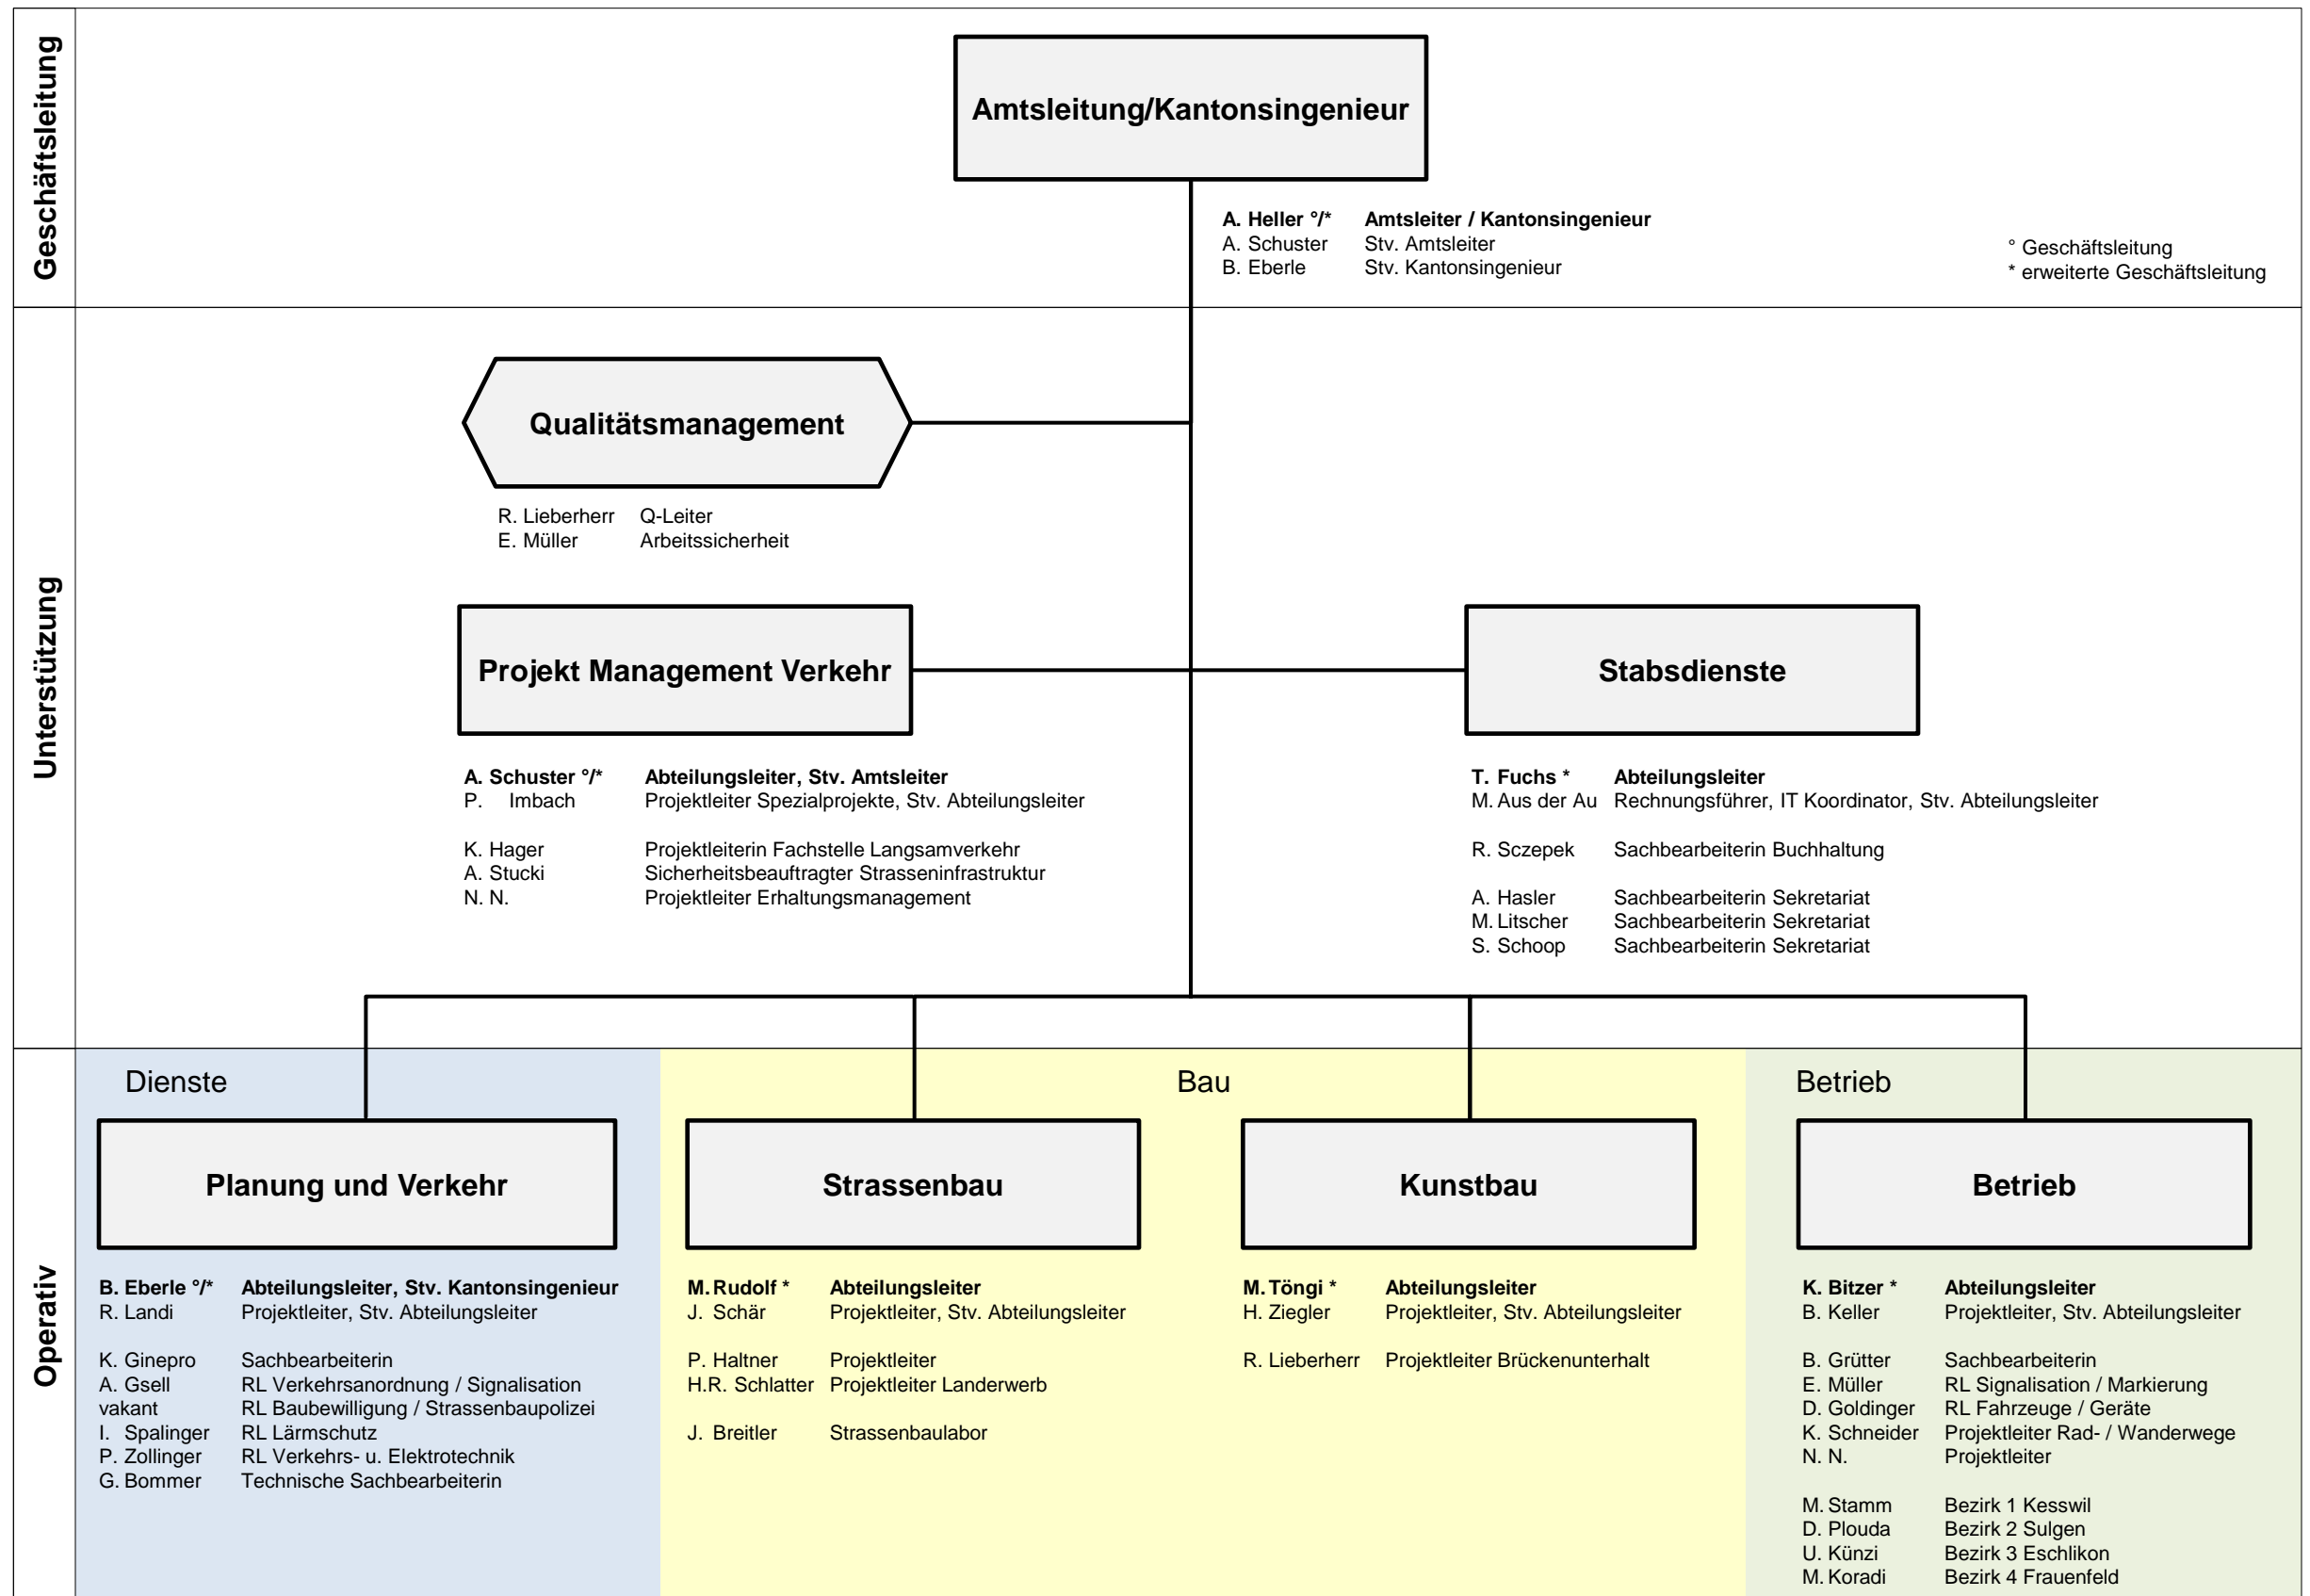 Geschäftsleitung
Amtsleitung/Kantonsingenieur
A. Heller °/* Amtsleiter / Kantonsingenieur
A. Schuster Stv. Amtsleiter
B. Eberle Stv. Kantonsingenieur
° Geschäftsleitung
* erweiterte Geschäftsleitung
Unterstützung
Qualitätsmanagement
R. Lieberherr Q-Leiter
E. Müller Arbeitssicherheit
Projekt Management Verkehr
A. Schuster °/* Abteilungsleiter, Stv. Amtsleiter
P. Imbach Projektleiter Spezialprojekte, Stv. Abteilungsleiter
K. Hager Projektleiterin Fachstelle Langsamverkehr
A. Stucki Sicherheitsbeauftragter Strasseninfrastruktur
N. N. Projektleiter Erhaltungsmanagement
Stabsdienste
T. Fuchs * Abteilungsleiter
M. Aus der Au Rechnungsführer, IT Koordinator, Stv. Abteilungsleiter
R. Sczepek Sachbearbeiterin Buchhaltung
A. Hasler Sachbearbeiterin Sekretariat
M. Litscher Sachbearbeiterin Sekretariat
S. Schoop Sachbearbeiterin Sekretariat
Operativ
Dienste
Planung und Verkehr
B. Eberle °/* Abteilungsleiter, Stv. Kantonsingenieur
R. Landi Projektleiter, Stv. Abteilungsleiter
K. Ginepro Sachbearbeiterin
A. Gsell RL Verkehrsanordnung / Signalisation
vakant RL Baubewilligung / Strassenbaupolizei
I. Spalinger RL Lärmschutz
P. Zollinger RL Verkehrs- u. Elektrotechnik
G. Bommer Technische Sachbearbeiterin
Bau
Strassenbau
M. Rudolf * Abteilungsleiter
J. Schär Projektleiter, Stv. Abteilungsleiter
P. Haltner Projektleiter
H.R. Schlatter Projektleiter Landerwerb
J. Breitler Strassenbaulabor
Kunstbau
M. Töngi * Abteilungsleiter
H. Ziegler Projektleiter, Stv. Abteilungsleiter
R. Lieberherr Projektleiter Brückenunterhalt
Betrieb
Betrieb
K. Bitzer * Abteilungsleiter
B. Keller Projektleiter, Stv. Abteilungsleiter
B. Grütter Sachbearbeiterin
E. Müller RL Signalisation / Markierung
D. Goldinger RL Fahrzeuge / Geräte
K. Schneider Projektleiter Rad- / Wanderwege
N. N. Projektleiter
M. Stamm Bezirk 1 Kesswil
D. Plouda Bezirk 2 Sulgen
U. Künzi Bezirk 3 Eschlikon
M. Koradi Bezirk 4 Frauenfeld